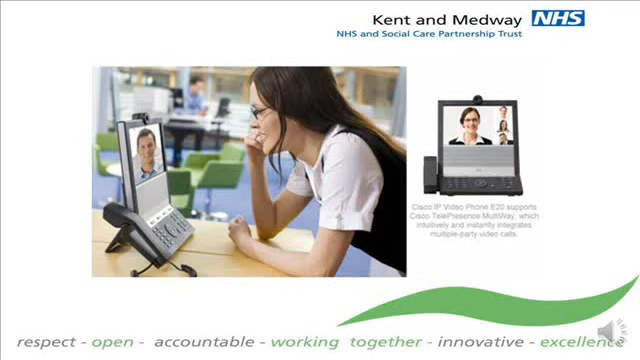 Kent and Medway NHS
NHS and Social Care Partnership Trust
Cisco IP Video Phone E20 supports
Cisco TelePresence MultiWay, which
intuitively and instantly integrates
multiple-party video calls.
respect - open - accountable - working together - innovative - excellence